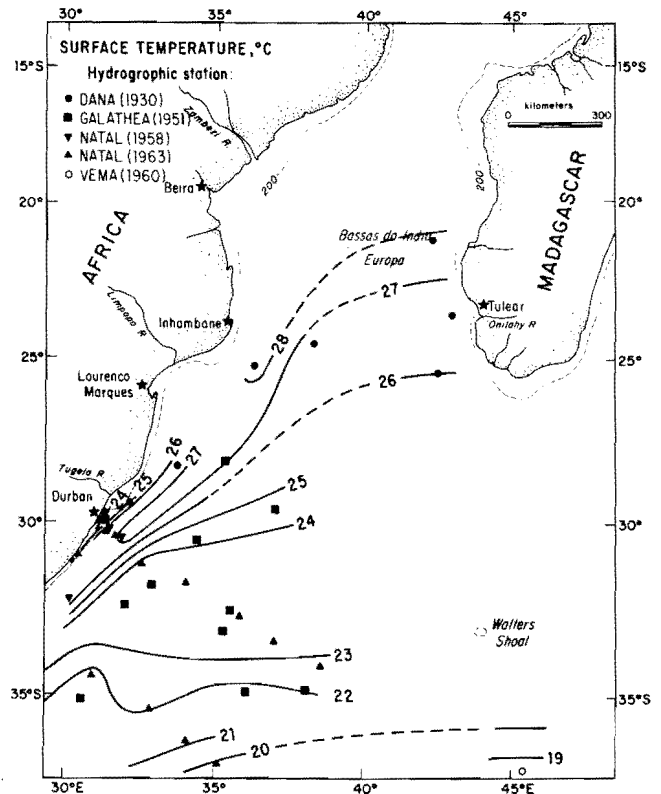 30° 35° 40° 45°
SURFACE TEMPERATURE, °C
Hydrographic station:
DANA (1930)
GALATHEA (1951)
NATAL (1958)
NATAL (1963)
VEMA (1960)
15°S
15°S
kilometers
0 300
Zambezi R.
200
200
20°
20°
Beira
AFRICA
MADAGASCAR
Bassas da India
Europa
27
Tulear
Onilahy R
Limpopo R
Inhambane
28
25°
25°
26
Lourenco
Marques
26
27
25
24
Tugela R
Durban
25
24
30°
30°
Walters
Shoal
23
22
35°S
35°S
21
20
19
30°E 35° 40° 45°E